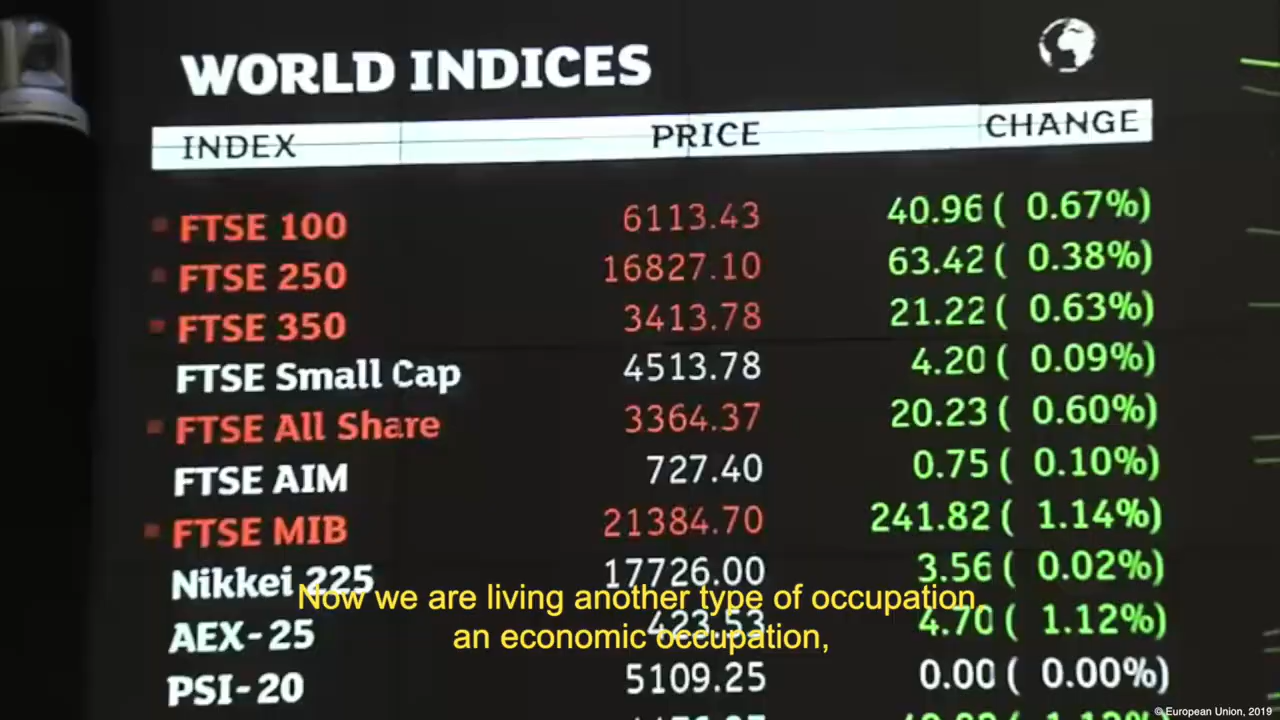 WORLD INDICES
INDEX PRICE CHANGE
FTSE 100 6113.43 40.96 ( 0.67%)
FTSE 250 16827.10 63.42 ( 0.38%)
FTSE 350 3413.78 21.22 ( 0.63%)
FTSE Small Cap 4513.78 4.20 ( 0.09%)
FTSE All Share 3364.37 20.23 ( 0.60%)
FTSE AIM 727.40 0.75 ( 0.10%)
FTSE MIB 21384.70 241.82 ( 1.14%)
Nikkei 225 17726.00 3.56 ( 0.02%)
Now we are living another type of occupation,
AEX-25 423.53 4.70 ( 1.12%)
an economic occupation,
PSI-20 5109.25 0.00 ( 0.00%)
© European Union, 2019